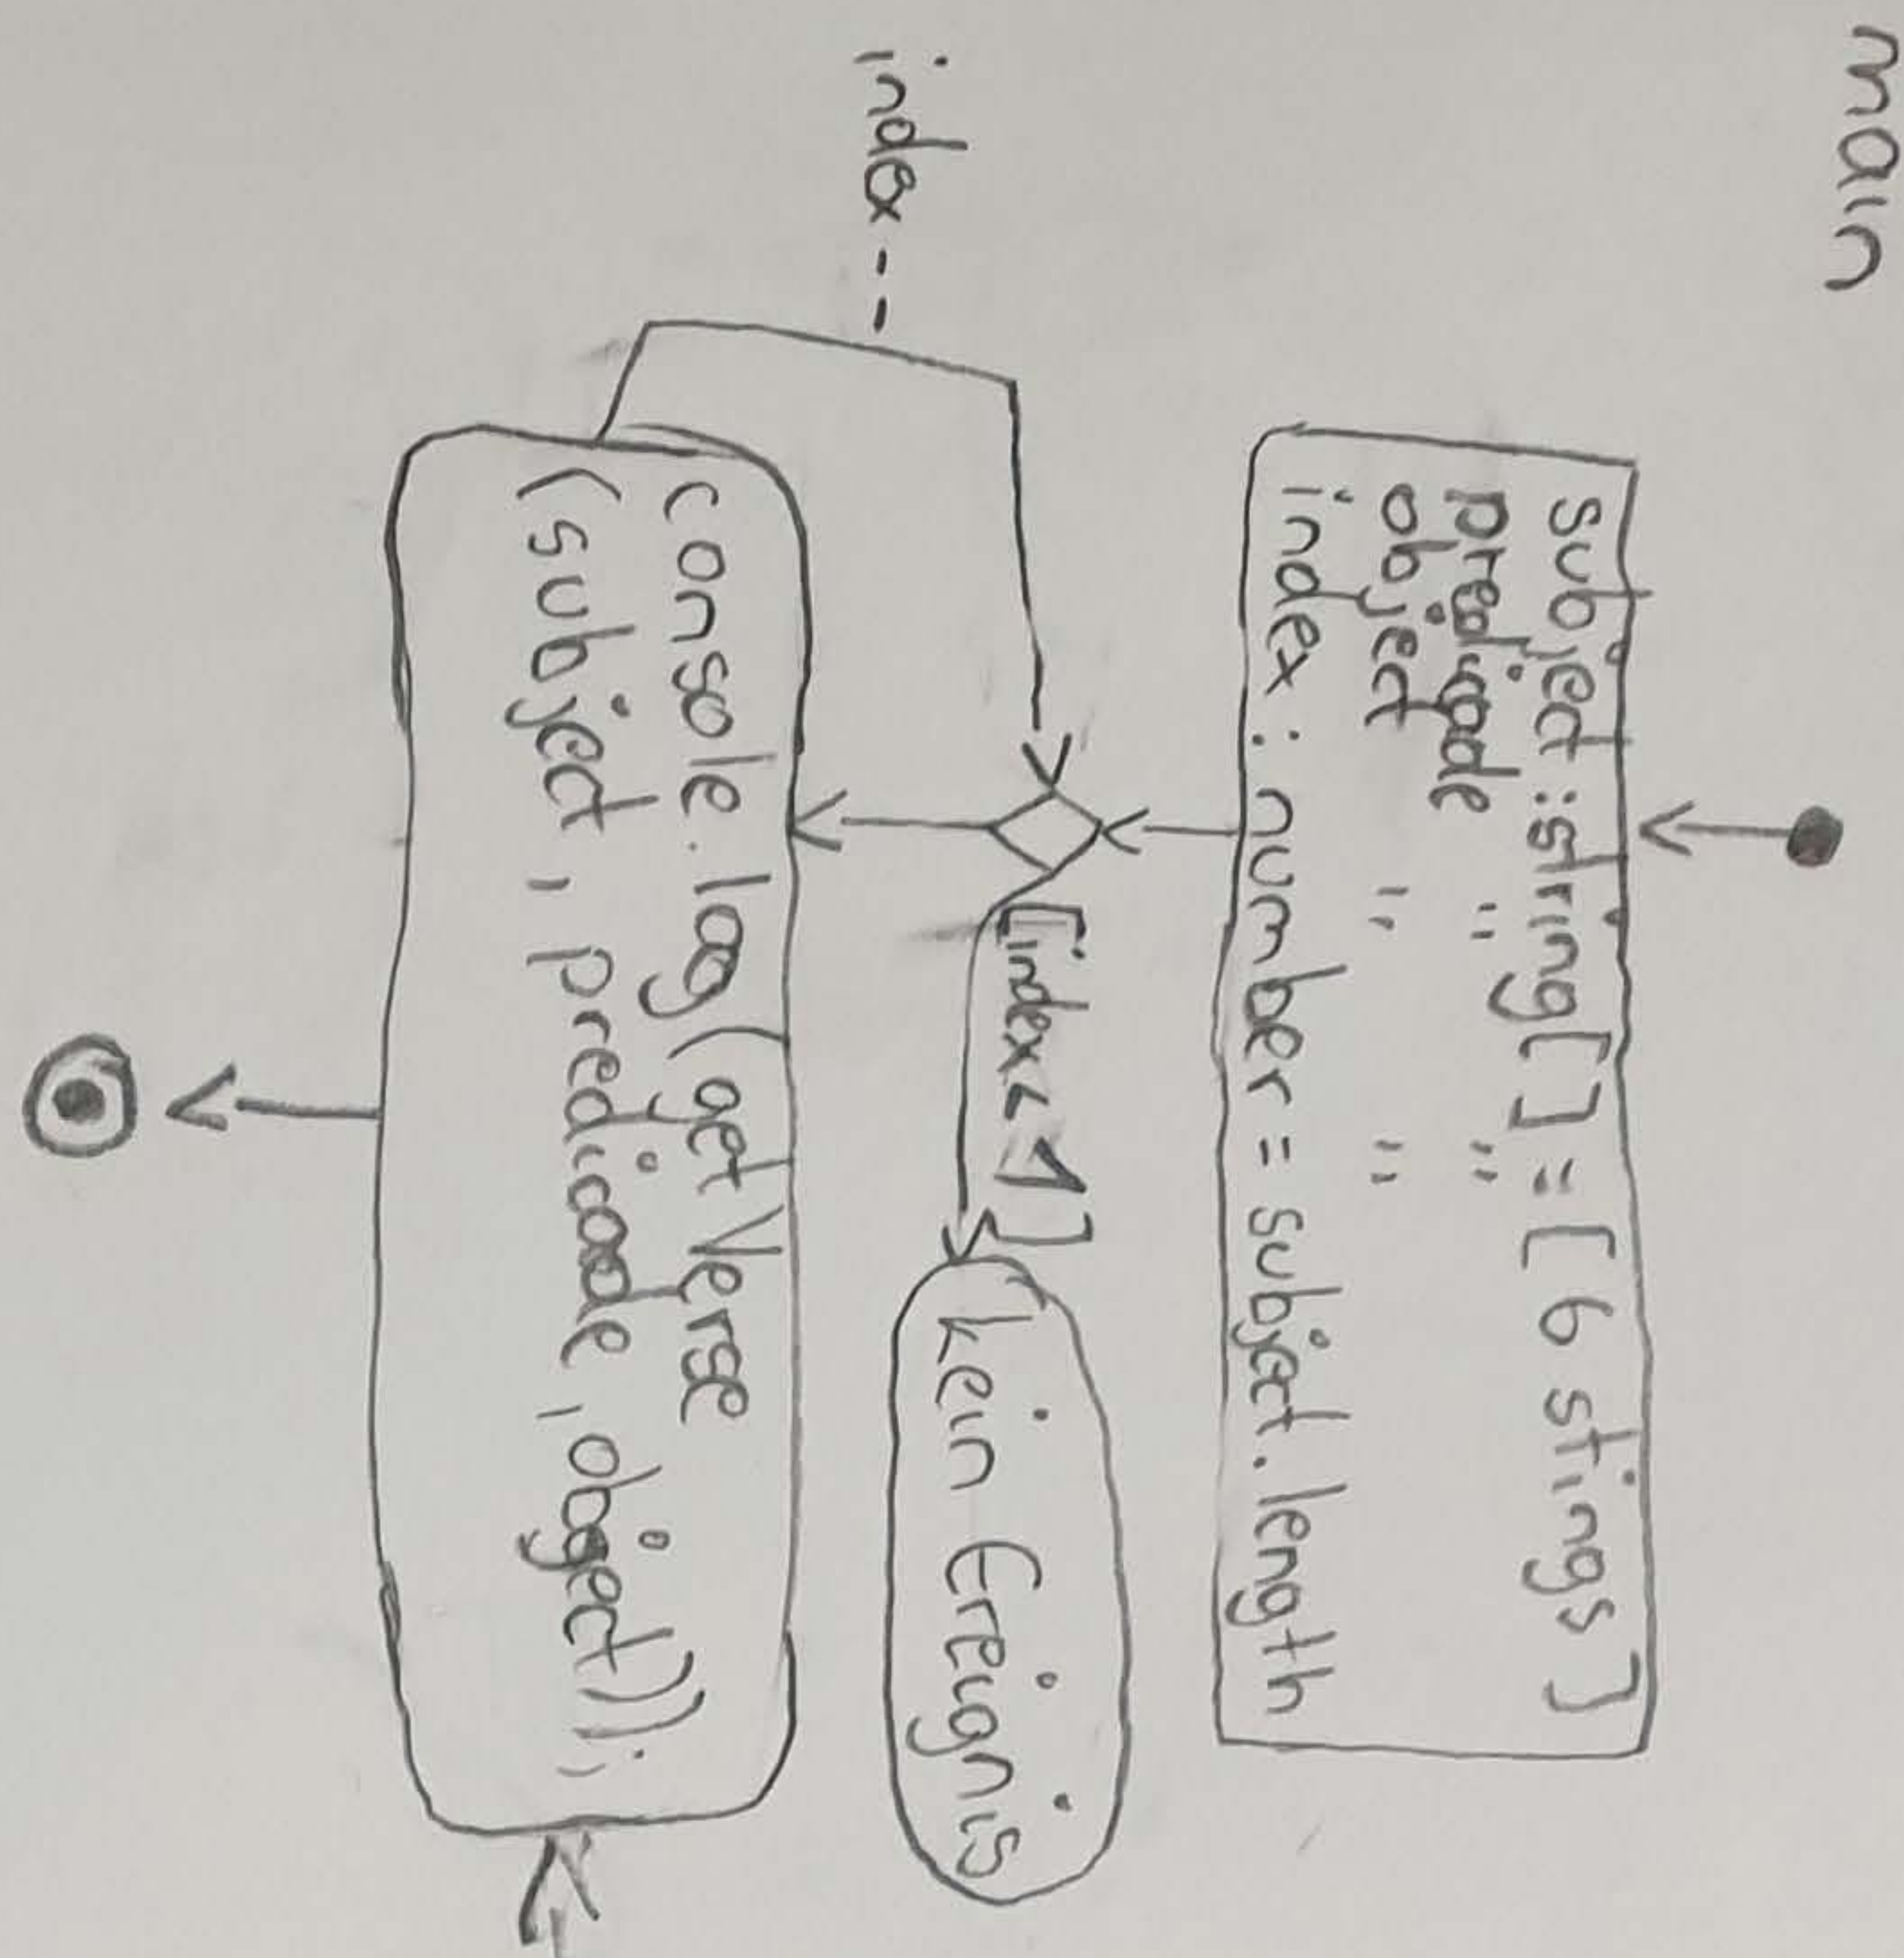 main
subject : string[] = [ 6 stings ]
predicade " "
object " "
index : number = subject.length
[index < 1]
kein Ereignis
index --
console.log(getVerse
(subject, predicade, object));